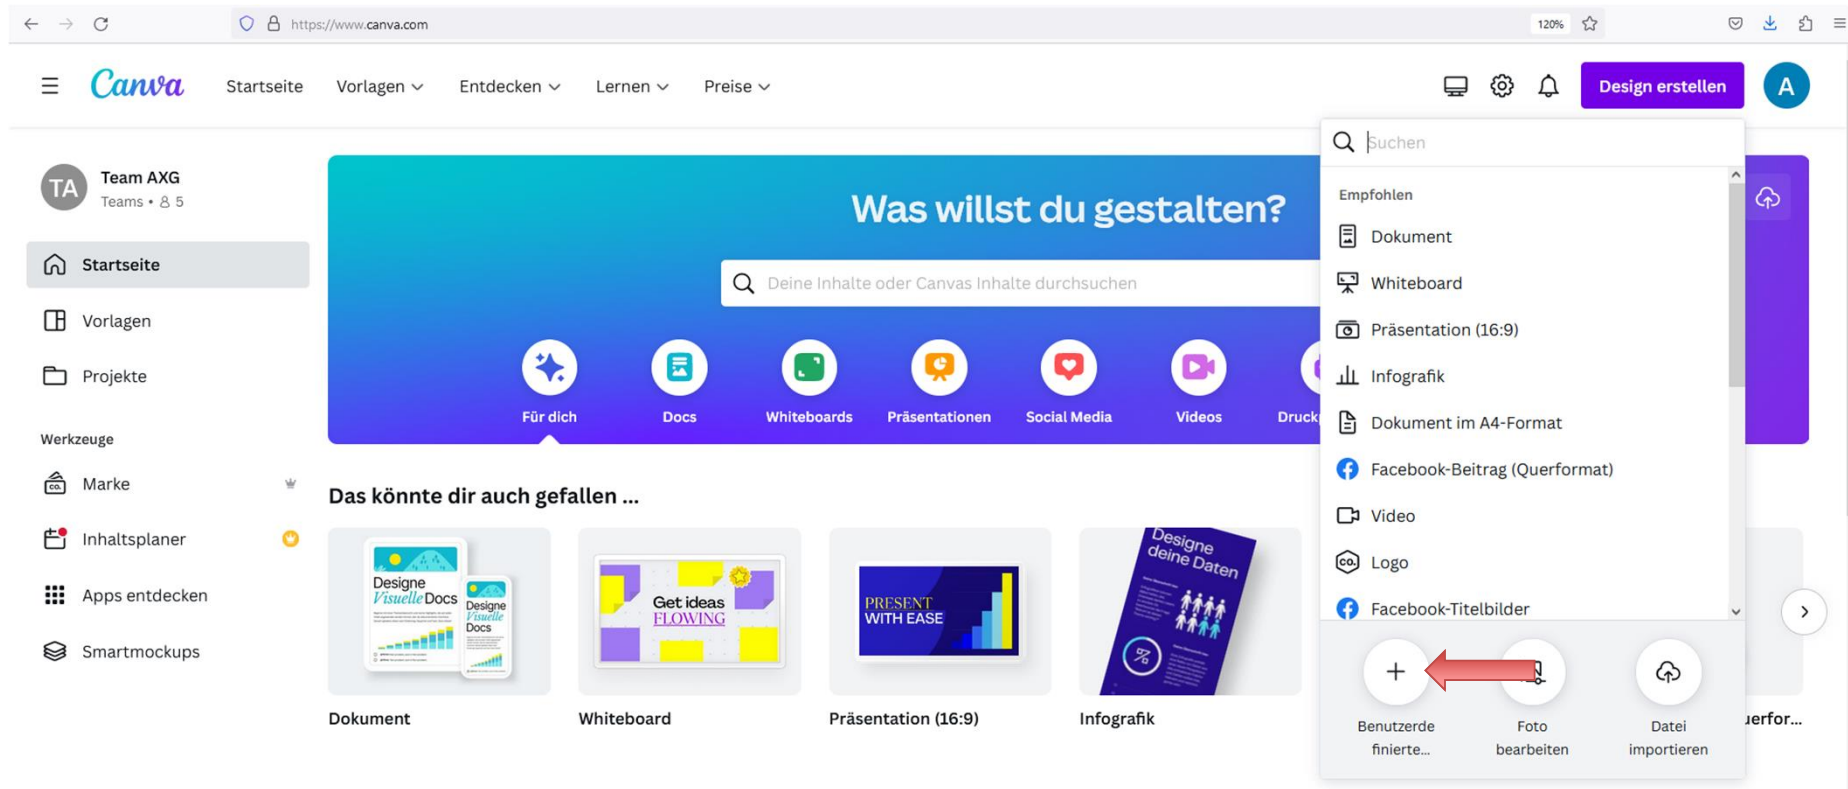 https://www.canva.com
120%
Canva
Startseite
Vorlagen
Entdecken
Lernen
Preise
Design erstellen
A
TA
Team AXG
Teams • 5
Startseite
Vorlagen
Projekte
Werkzeuge
CO.
Marke
Inhaltsplaner
Apps entdecken
Smartmockups
Was willst du gestalten?
Deine Inhalte oder Canvas Inhalte durchsuchen
Für dich
Docs
Whiteboards
Präsentationen
Social Media
Videos
Druck
Das könnte dir auch gefallen ...
Designe
Visuelle Docs
Designe
Visuelle
Docs
Dokument
Get ideas
FLOWING
Whiteboard
PRESENT
WITH EASE
Präsentation (16:9)
Designe
deine Daten
%
Infografik
uerfor...
Suchen
Empfohlen
Dokument
Whiteboard
Präsentation (16:9)
Infografik
Dokument im A4-Format
Facebook-Beitrag (Querformat)
Video
CO.
Logo
Facebook-Titelbilder
Benutzerde
finierte...
Foto
bearbeiten
Datei
importieren